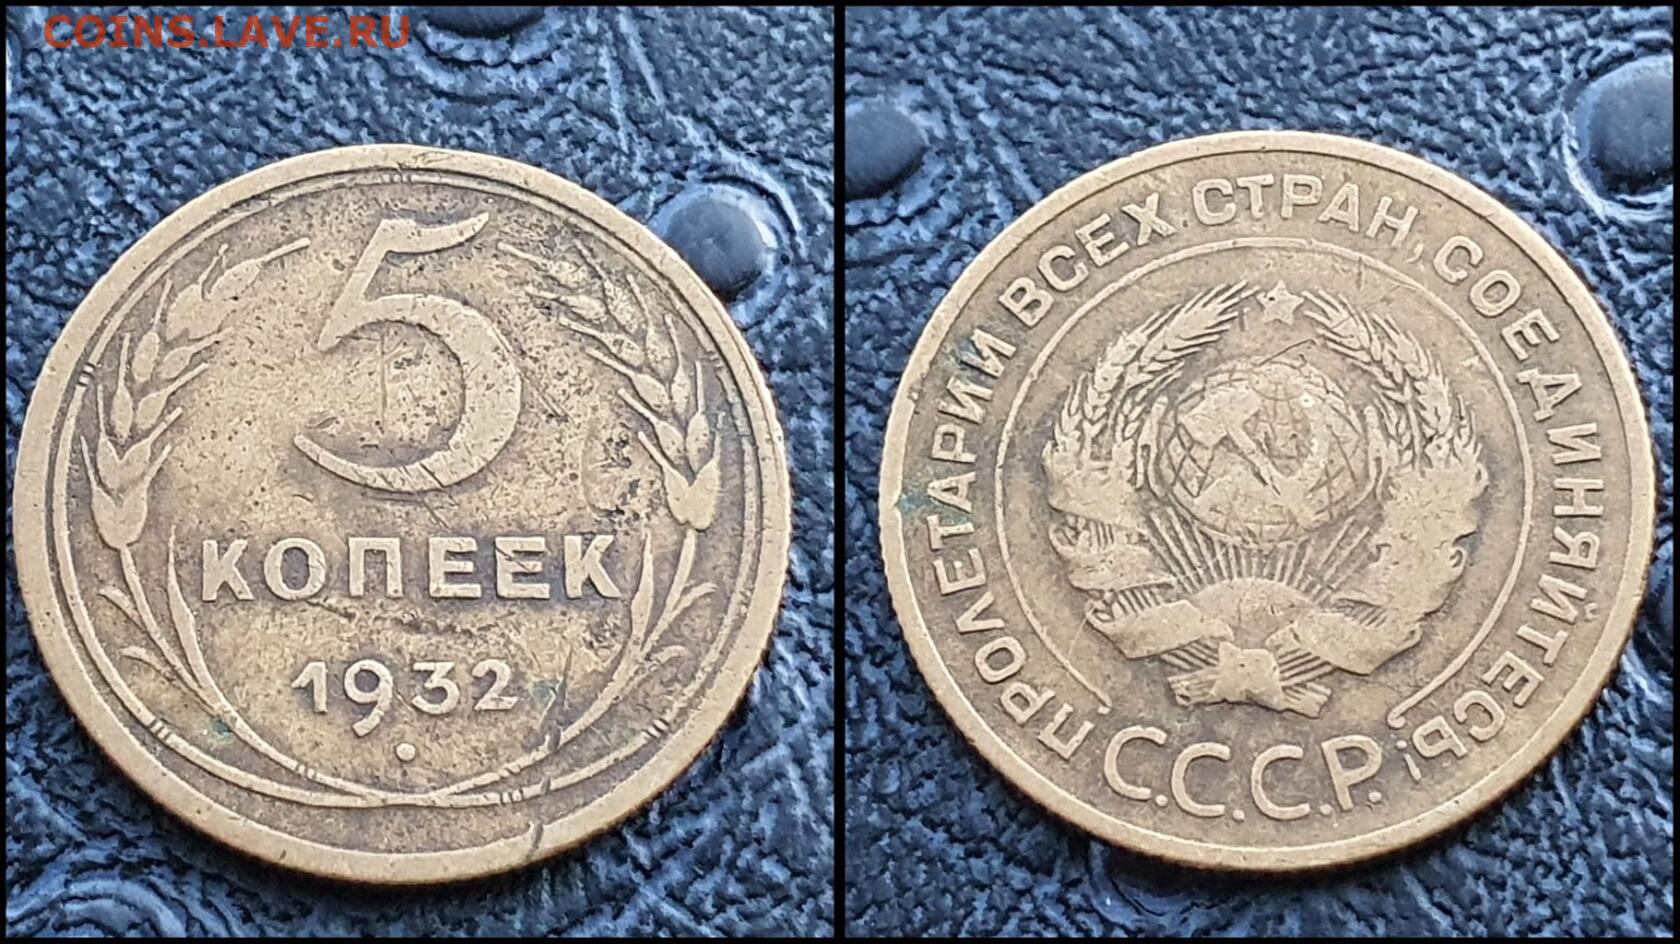 COINS.LAVE.RU
5
КОПЕЕК
1932
ПРОЛЕТАРИИ ВСЕХ СТРАН, СОЕДИНЯЙТЕСЬ!
С.С.С.Р.